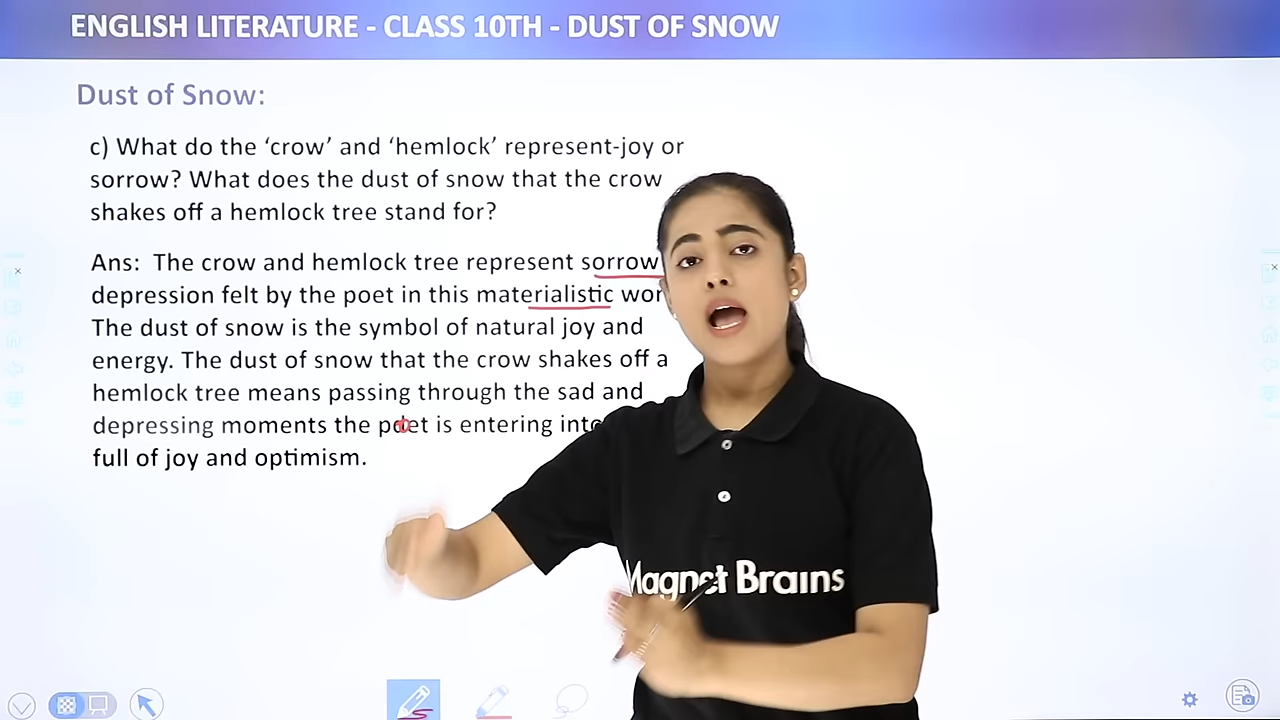 ENGLISH LITERATURE - CLASS 10TH - DUST OF SNOW
Dust of Snow:
c) What do the ‘crow’ and ‘hemlock’ represent-joy or
sorrow? What does the dust of snow that the crow
shakes off a hemlock tree stand for?
Ans: The crow and hemlock tree represent sorrow
depression felt by the poet in this materialistic
The dust of snow is the symbol of natural joy and
energy. The dust of snow that the crow shakes off a
hemlock tree means passing through the sad and
depressing moments the poet is entering into
full of joy and optimism.
Magnet Brains